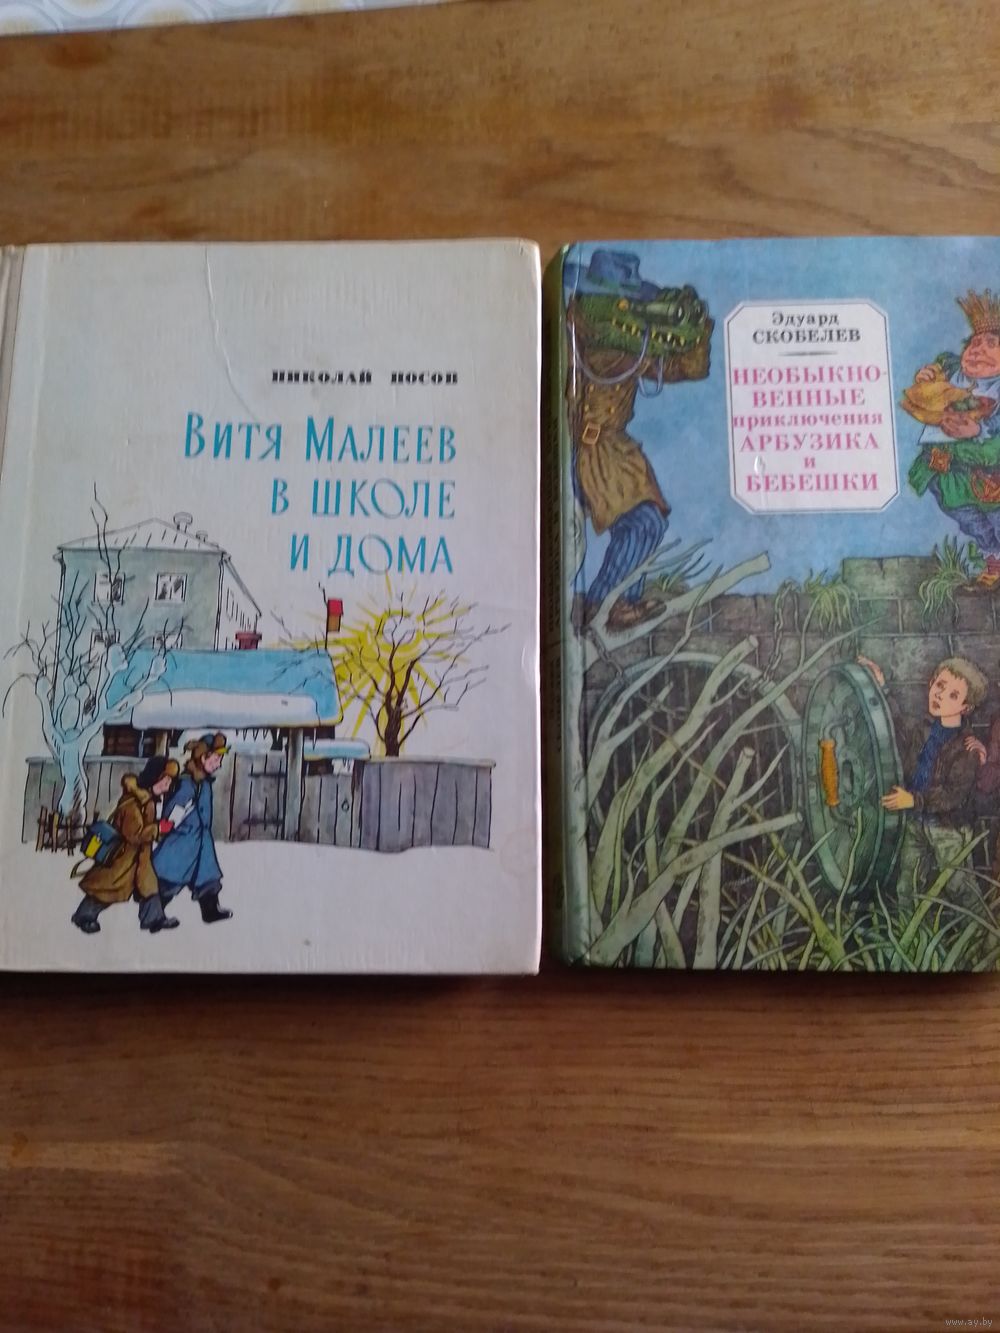 НИКОЛАЙ НОСОВ
ВИТЯ МАЛЕЕВ
В ШКОЛЕ
И ДОМА
Эдуард
СКОБЕЛЕВ
НЕОБЫКНО-
ВЕННЫЕ
приключения
АРБУЗИКА
и
БЕБЕШКИ
www.ay.by